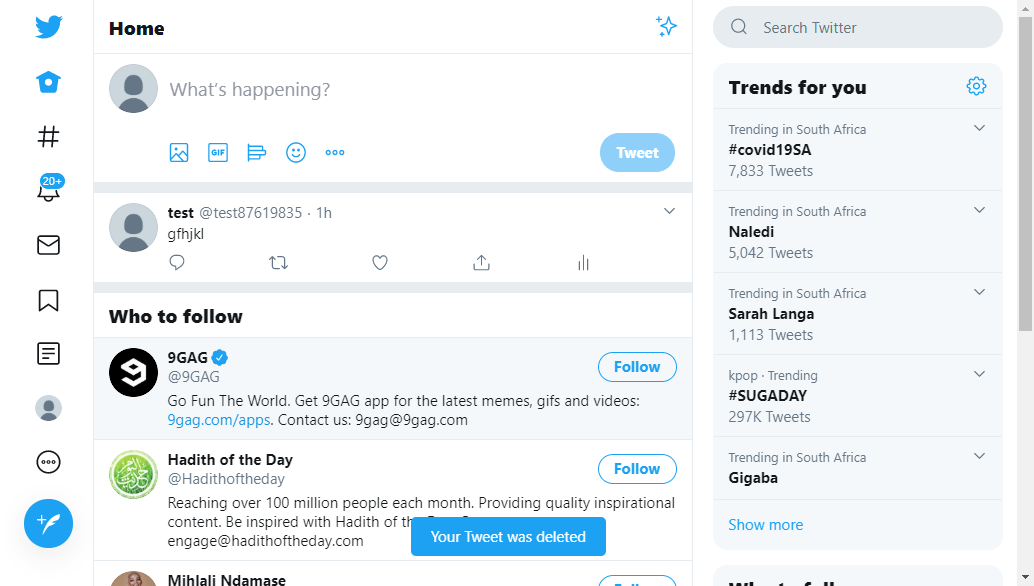 Home
What's happening?
GIF
Tweet
20+
test @test87619835 · 1h
gfhjkl
Who to follow
9GAG
@9GAG
Follow
Go Fun The World. Get 9GAG app for the latest memes, gifs and videos:
9gag.com/apps. Contact us: 9gag@9gag.com
Hadith of the Day
@Hadithoftheday
Follow
Reaching over 100 million people each month. Providing quality inspirational
content. Be inspired with Hadith of
engage@hadithoftheday.com
Your Tweet was deleted
Mihlali Ndamase
Follow
Search Twitter
Trends for you
Trending in South Africa
#covid19SA
7,833 Tweets
Trending in South Africa
Naledi
5,042 Tweets
Trending in South Africa
Sarah Langa
1,113 Tweets
kpop · Trending
#SUGADAY
297K Tweets
Trending in South Africa
Gigaba
Show more
Who to follow